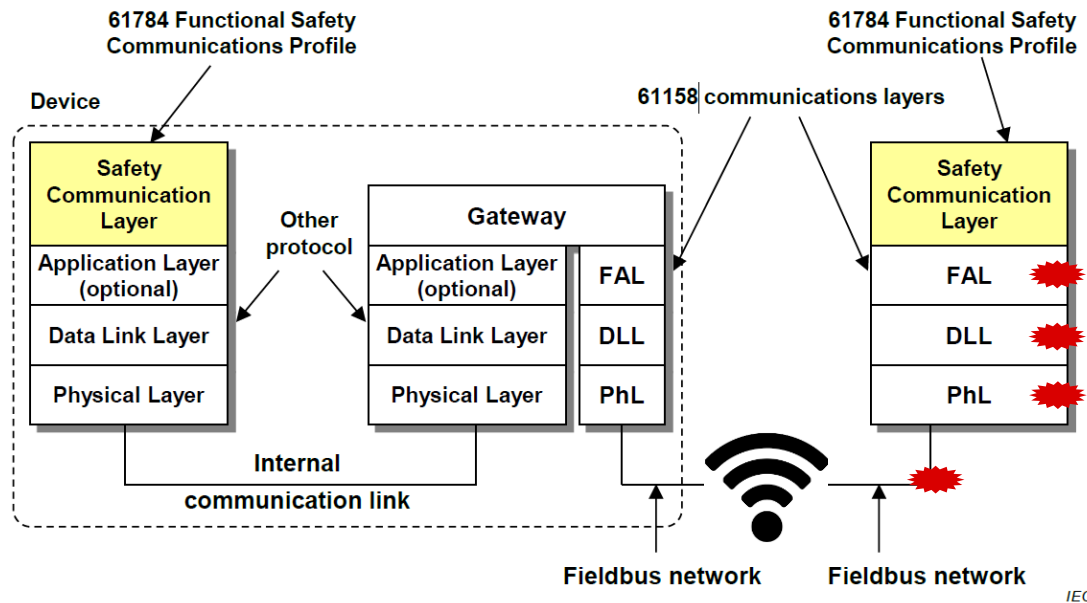 61784 Functional Safety
Communications Profile
61784 Functional Safety
Communications Profile
Device
61158 communications layers
Safety
Communication
Layer
Application Layer
(optional)
Data Link Layer
Physical Layer
Other
protocol
Gateway
Application Layer
(optional)
Data Link Layer
Physical Layer
FAL
DLL
PhL
Safety
Communication
Layer
FAL
DLL
PhL
Internal
communication link
Fieldbus network
Fieldbus network
IEC